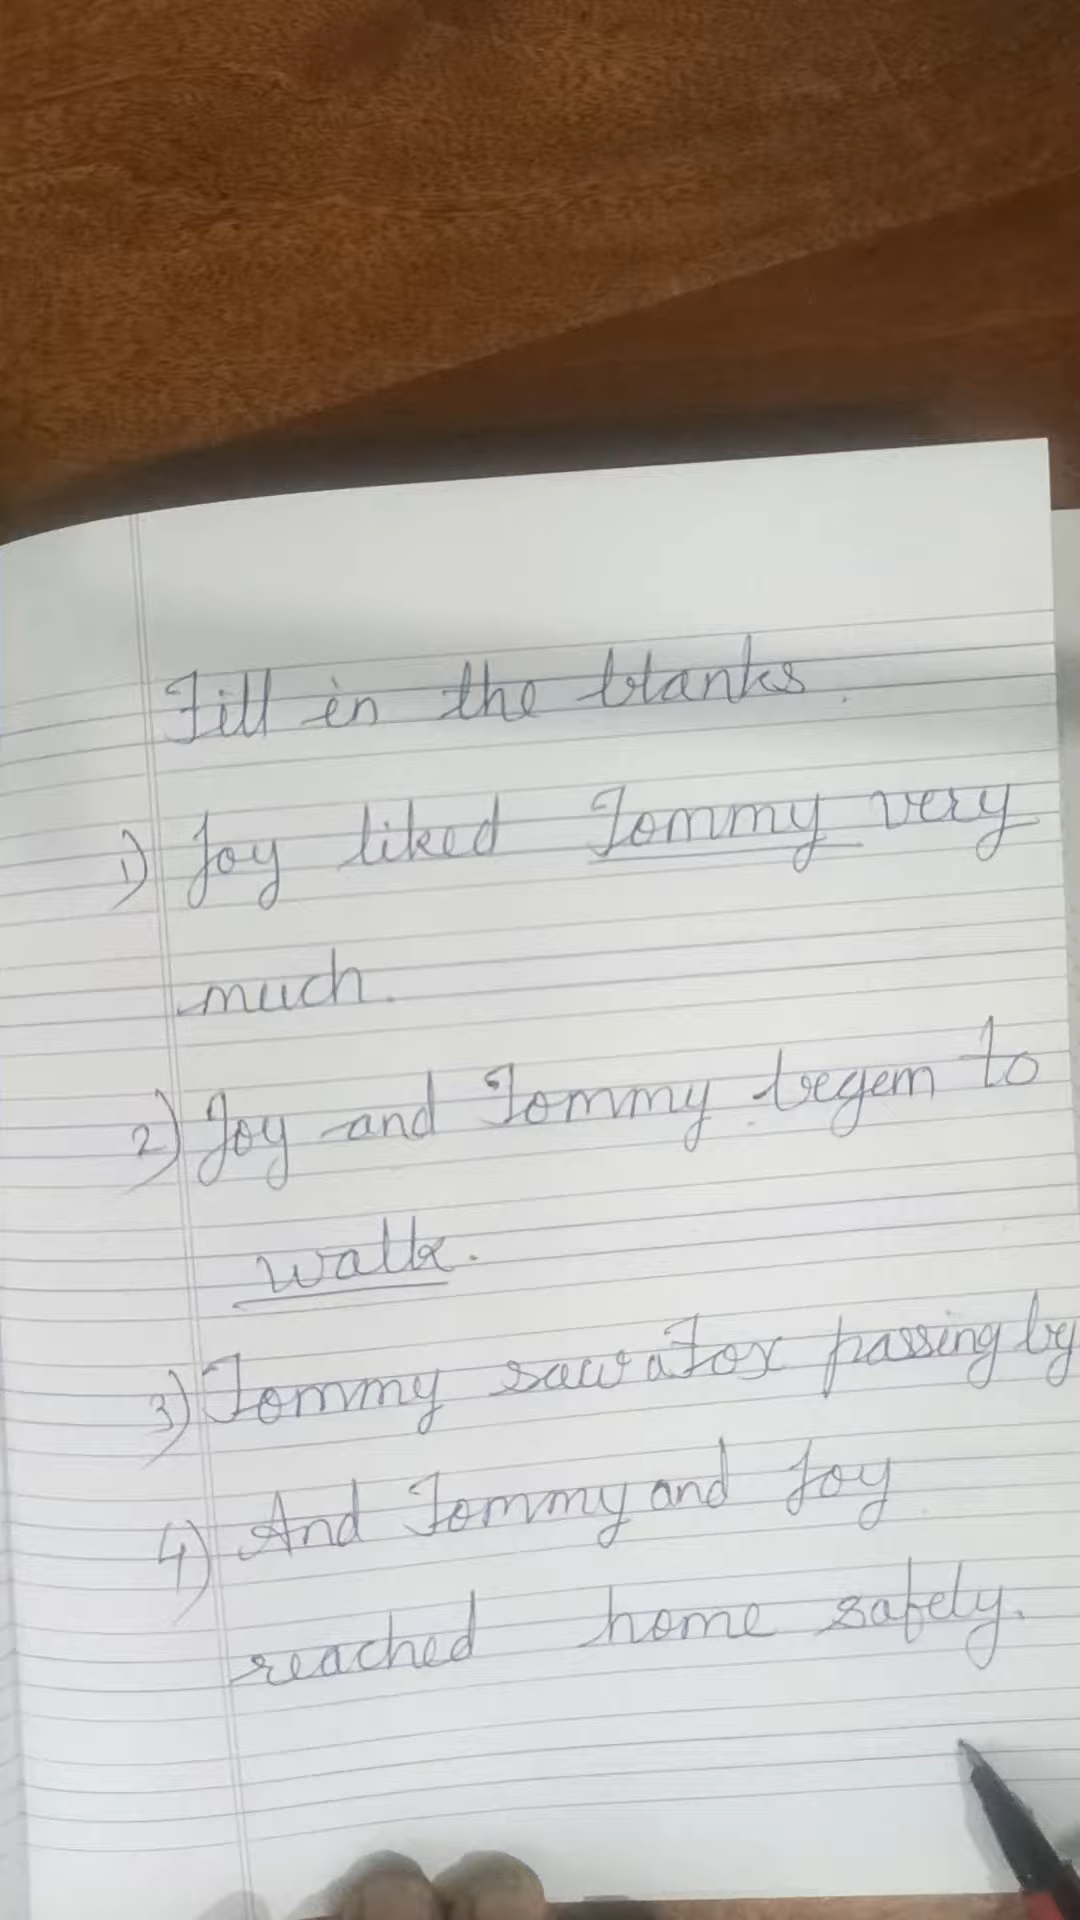 Fill in the blanks.
1) Joy liked Tommy very
much.
2) Joy and Tommy begem to
walk.
3) Tommy saw a Fox passing by
4) And Tommy and Joy
reached home safely.